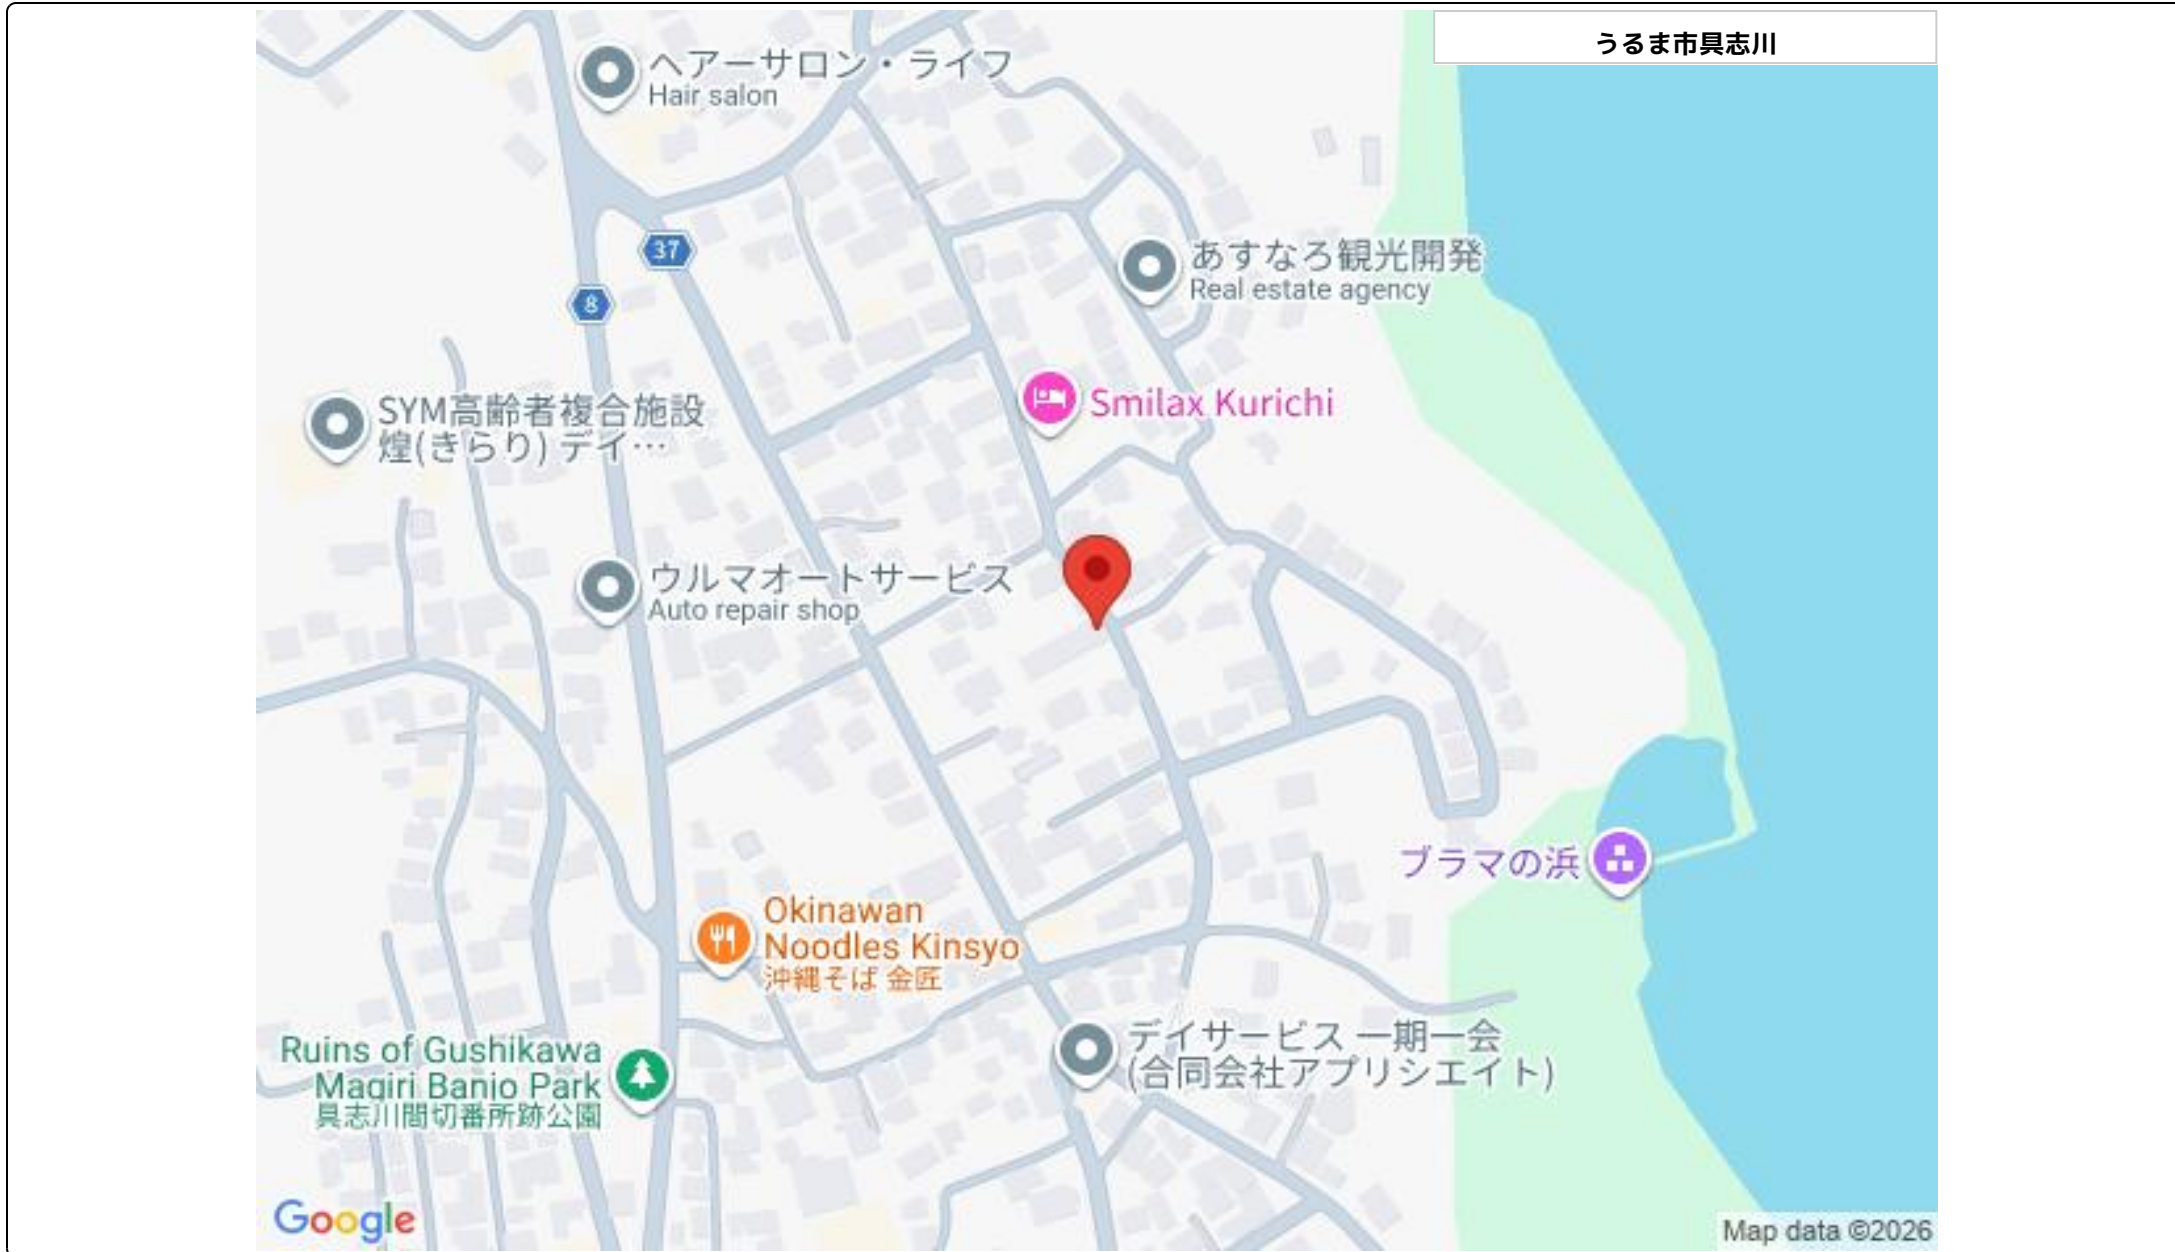 うるま市具志川
ヘアーサロン・ライフ
Hair salon
37
8
あすなろ観光開発
Real estate agency
Smilax Kurichi
SYM高齢者複合施設
煌(きらり) デイ…
ウルマオートサービス
Auto repair shop
ブラマの浜
Okinawan
Noodles Kinsyo
沖縄そば 金匠
デイサービス 一期一会
(合同会社アプリシエイト)
Ruins of Gushikawa
Magiri Banjo Park
具志川間切番所跡公園
Google
Map data ©2026